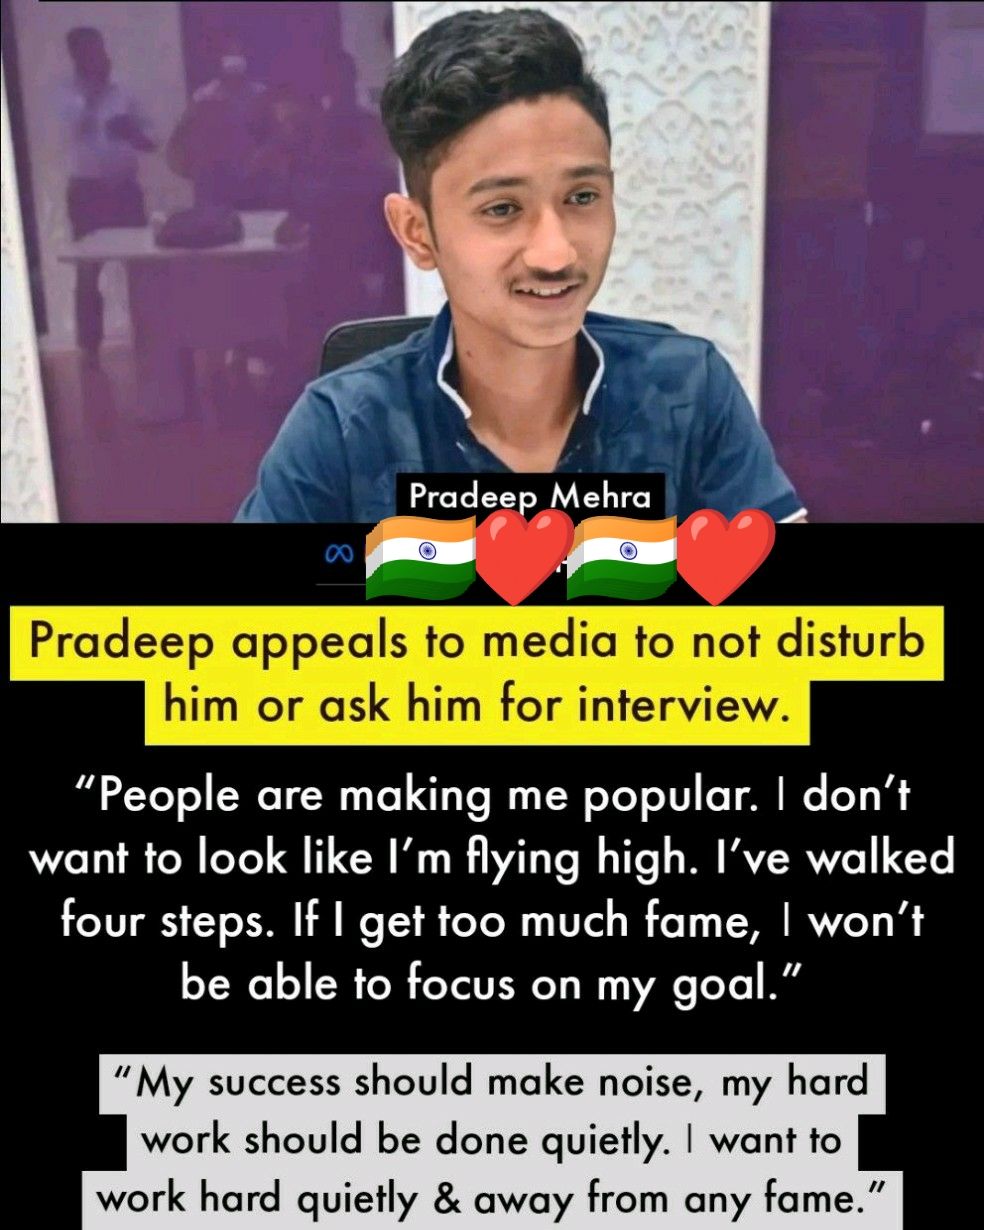 Pradeep Mehra
Pradeep appeals to media to not disturb
him or ask him for interview.
“People are making me popular. I don’t
want to look like I’m flying high. I’ve walked
four steps. If I get too much fame, I won’t
be able to focus on my goal.”
“My success should make noise, my hard
work should be done quietly. I want to
work hard quietly & away from any fame.”